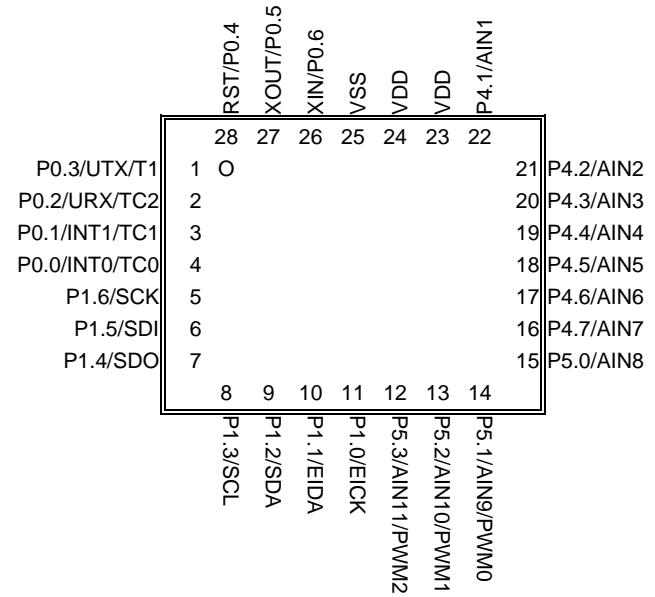 RST/P0.4
XOUT/P0.5
XIN/P0.6
VSS
VDD
VDD
P4.1/AIN1
28 27 26 25 24 23 22
P0.3/UTX/T1 1 O 21 P4.2/AIN2
P0.2/URX/TC2 2 20 P4.3/AIN3
P0.1/INT1/TC1 3 19 P4.4/AIN4
P0.0/INT0/TC0 4 18 P4.5/AIN5
P1.6/SCK 5 17 P4.6/AIN6
P1.5/SDI 6 16 P4.7/AIN7
P1.4/SDO 7 15 P5.0/AIN8
8 9 10 11 12 13 14
P1.3/SCL
P1.2/SDA
P1.1/EIDA
P1.0/EICK
P5.3/AIN11/PWM2
P5.2/AIN10/PWM1
P5.1/AIN9/PWM0